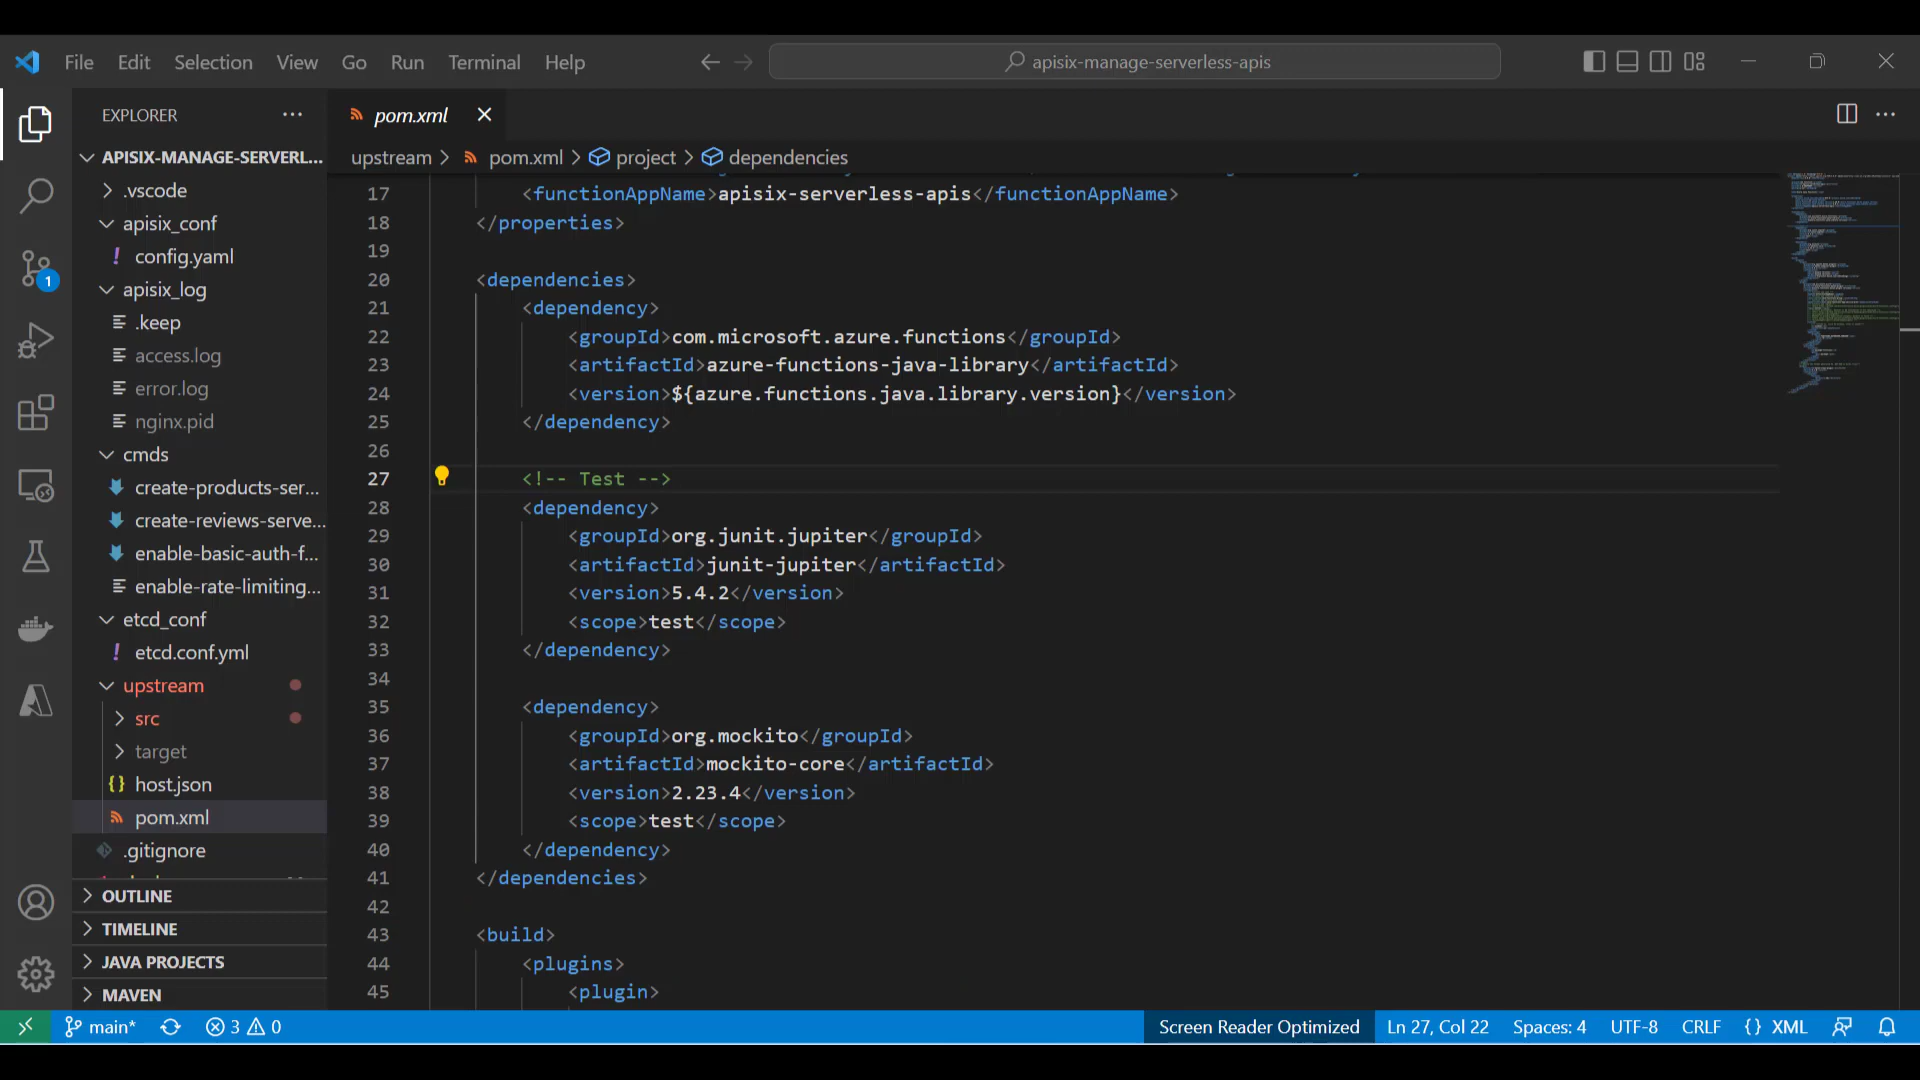 File Edit Selection View Go Run Terminal Help
apisix-manage-serverless-apis
EXPLORER
pom.xml
APISIX-MANAGE-SERVERL...
upstream > pom.xml > project > dependencies
.vscode
apisix_conf
config.yaml
apisix_log
.keep
access.log
error.log
nginx.pid
cmds
create-products-ser...
create-reviews-serve...
enable-basic-auth-f...
enable-rate-limiting...
etcd_conf
etcd.conf.yml
upstream
src
target
host.json
pom.xml
.gitignore
OUTLINE
TIMELINE
JAVA PROJECTS
MAVEN
1
17 <functionAppName>apisix-serverless-apis</functionAppName>
18 </properties>
19
20 <dependencies>
21 <dependency>
22 <groupId>com.microsoft.azure.functions</groupId>
23 <artifactId>azure-functions-java-library</artifactId>
24 <version>${azure.functions.java.library.version}</version>
25 </dependency>
26
27 <!-- Test -->
28 <dependency>
29 <groupId>org.junit.jupiter</groupId>
30 <artifactId>junit-jupiter</artifactId>
31 <version>5.4.2</version>
32 <scope>test</scope>
33 </dependency>
34
35 <dependency>
36 <groupId>org.mockito</groupId>
37 <artifactId>mockito-core</artifactId>
38 <version>2.23.4</version>
39 <scope>test</scope>
40 </dependency>
41 </dependencies>
42
43 <build>
44 <plugins>
45 <plugin>
main* 3 0 Screen Reader Optimized Ln 27, Col 22 Spaces: 4 UTF-8 CRLF {} XML